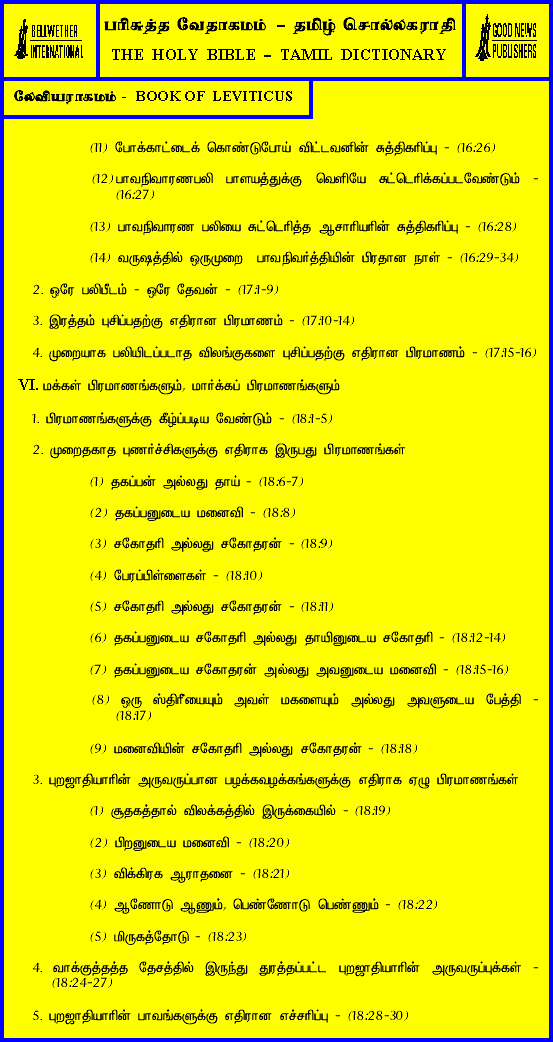 BELLWETHER
INTERNATIONAL
பரிசுத்த வேதாகமம் – தமிழ் சொல்லகராதி
THE HOLY BIBLE – TAMIL DICTIONARY
GOOD NEWS
PUBLISHERS
லேவியராகமம் - BOOK OF LEVITICUS
(11) போக்காட்டைக் கொண்டுபோய் விட்டவனின் சுத்திகரிப்பு - (16:26)
(12) பாவநிவாரணபலி பாளயத்துக்கு வெளியே சுட்டெரிக்கப்படவேண்டும் -
(16:27)
(13) பாவநிவாரண பலியை சுட்டெரித்த ஆசாரியரின் சுத்திகரிப்பு - (16:28)
(14) வருஷத்தில் ஒருமுறை பாவநிவர்த்தியின் பிரதான நாள் - (16:29-34)
2. ஒரே பலிபீடம் - ஒரே தேவன் - (17:1-9)
3. இரத்தம் புசிப்பதற்கு எதிரான பிரமாணம் - (17:10-14)
4. முறையாக பலியிடப்படாத விலங்குகளை புசிப்பதற்கு எதிரான பிரமாணம் - (17:15-16)
VI. மக்கள் பிரமாணங்களும், மார்க்கப் பிரமாணங்களும்
1. பிரமாணங்களுக்கு கீழ்ப்படிய வேண்டும் - (18:1-5)
2. முறைதகாத புணர்ச்சிகளுக்கு எதிராக இருபது பிரமாணங்கள்
(1) தகப்பன் அல்லது தாய் - (18:6-7)
(2) தகப்பனுடைய மனைவி - (18:8)
(3) சகோதரி அல்லது சகோதரன் - (18:9)
(4) பேரப்பிள்ளைகள் - (18:10)
(5) சகோதரி அல்லது சகோதரன் - (18:11)
(6) தகப்பனுடைய சகோதரி அல்லது தாயினுடைய சகோதரி - (18:12-14)
(7) தகப்பனுடைய சகோதரன் அல்லது அவனுடைய மனைவி - (18:15-16)
(8) ஒரு ஸ்திரீயையும் அவள் மகளையும் அல்லது அவளுடைய பேத்தி -
(18:17)
(9) மனைவியின் சகோதரி அல்லது சகோதரன் - (18:18)
3. புறஜாதியாரின் அருவருப்பான பழக்கவழக்கங்களுக்கு எதிராக ஏழு பிரமாணங்கள்
(1) சூதகத்தால் விலக்கத்தில் இருக்கையில் - (18:19)
(2) பிறனுடைய மனைவி - (18:20)
(3) விக்கிரக ஆராதனை - (18:21)
(4) ஆணோடு ஆணும், பெண்ணோடு பெண்ணும் - (18:22)
(5) மிருகத்தோடு - (18:23)
4. வாக்குத்தத்த தேசத்தில் இருந்து துரத்தப்பட்ட புறஜாதியாரின் அருவருப்புக்கள் -
(18:24-27)
5. புறஜாதியாரின் பாவங்களுக்கு எதிரான எச்சரிப்பு - (18:28-30)